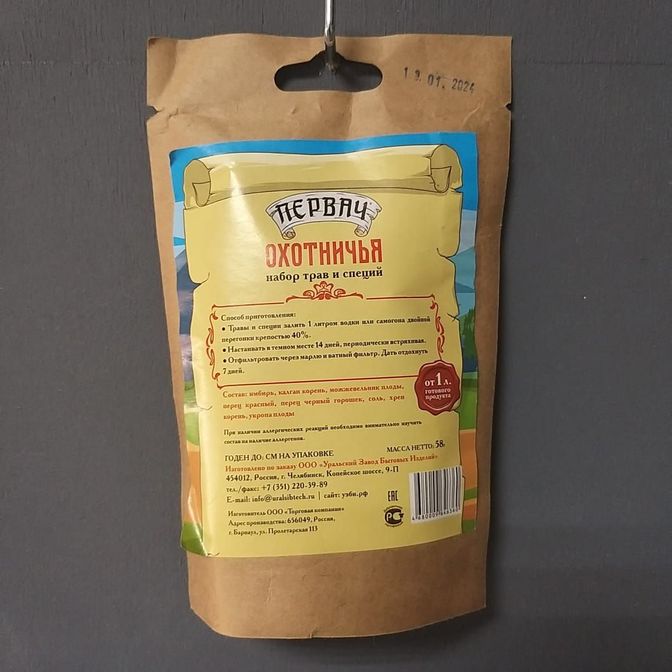 19.01.2024
ПЕРВАЧ
ОХОТНИЧЬЯ
набор трав и специй
Способ приготовления:
● Травы и специи залить 1 литром водки или самогона двойной
перегонки крепостью 40%.
● Настаивать в темном месте 14 дней, периодически встряхивая.
● Отфильтровать через марлю и ватный фильтр. Дать отдохнуть
7 дней.
Состав: имбирь, калган корень, можжевельник плоды,
перец красный, перец черный горошек, соль, хрен
корень, укропа плоды
от 1 л.
готового
продукта
При наличии аллергических реакций необходимо внимательно изучить
состав на наличие аллергенов.
ГОДЕН ДО: СМ НА УПАКОВКЕ
МАССА НЕТТО: 58г
Изготовлено по заказу ООО «Уральский Завод Бытовых Изделий»
454012, Россия, г. Челябинск, Копейское шоссе, 9-П
тел./факс: +7 (351) 220-39-89
E-mail: info@uralsibtech.ru | сайт: узби.рф
Изготовитель ООО «Торговая компания»
Адрес производства: 656049, Россия,
г. Барнаул, ул. Пролетарская 113
EAC